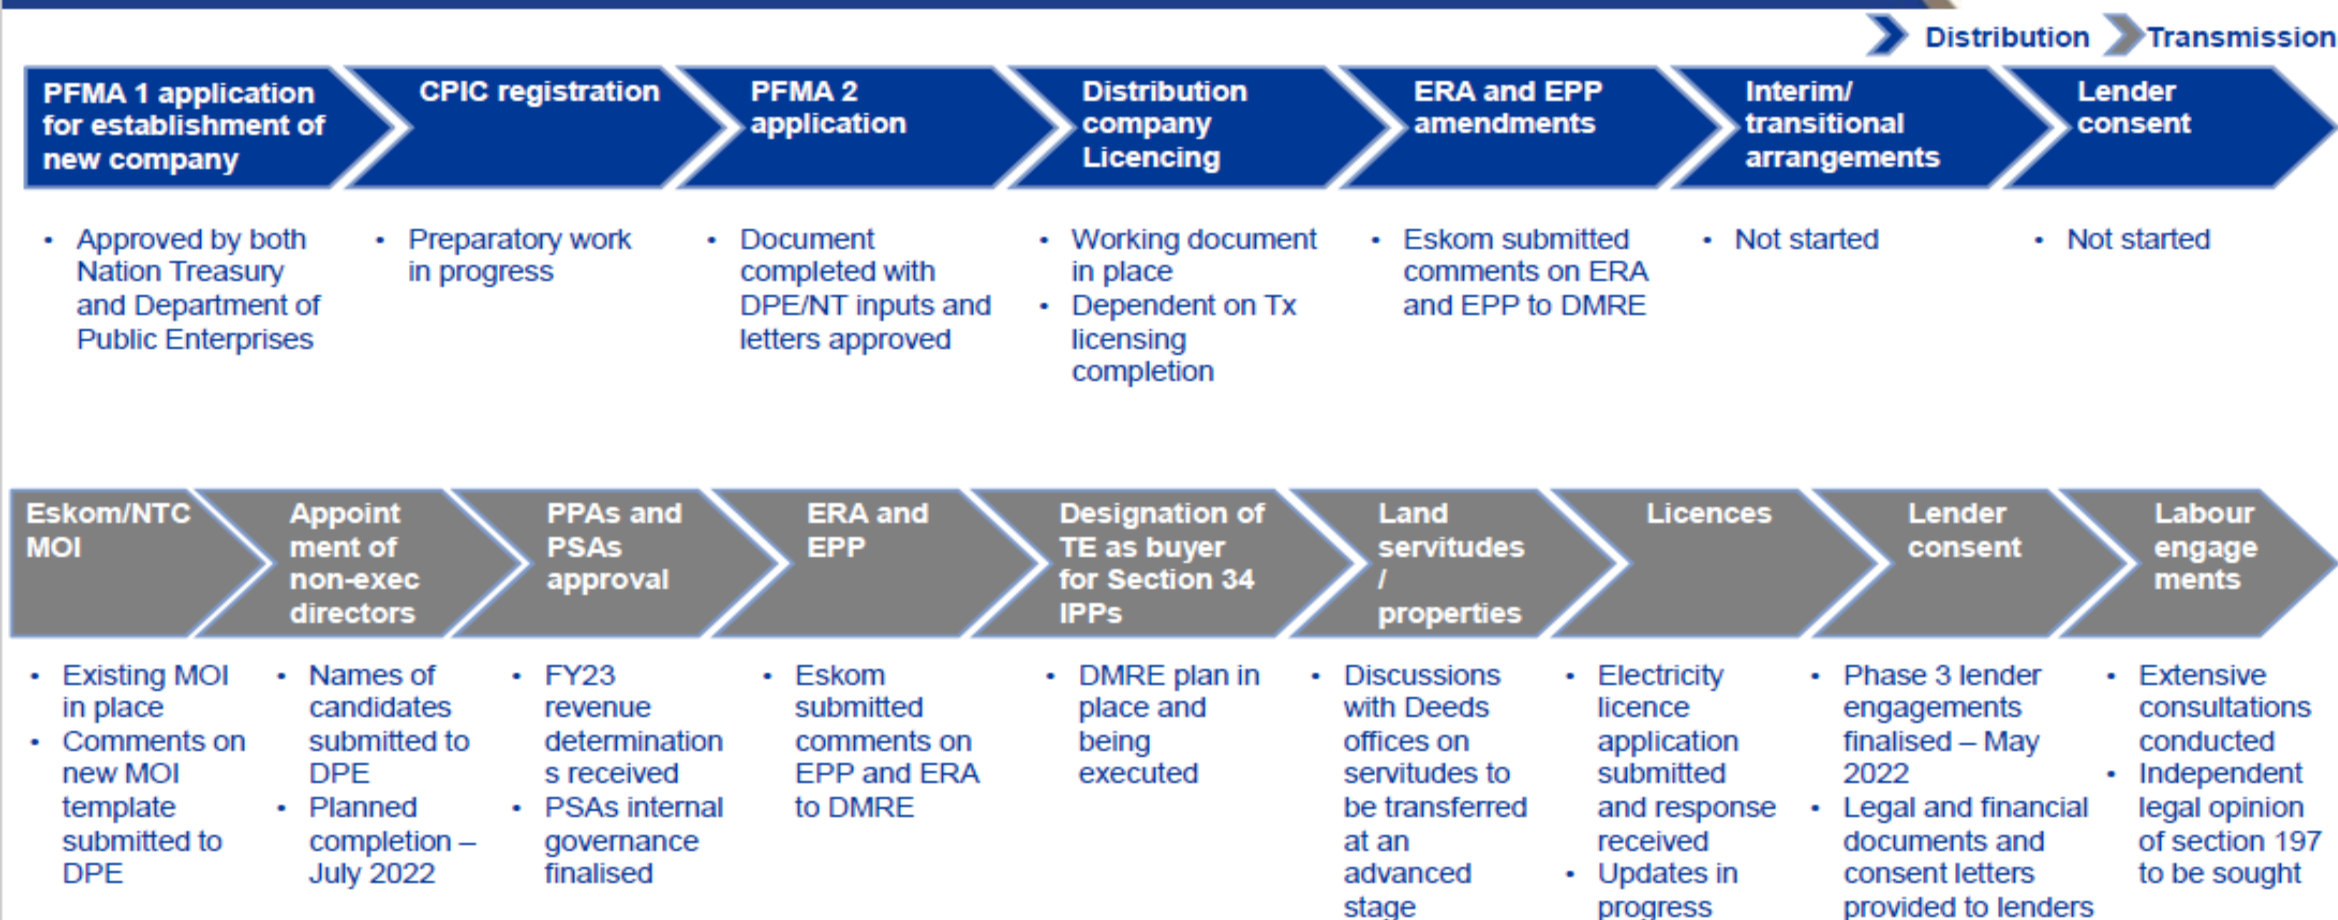 Distribution
Transmission
PFMA 1 application
for establishment of
new company
CPIC registration
PFMA 2
application
Distribution
company
Licencing
ERA and EPP
amendments
Interim/
transitional
arrangements
Lender
consent
• Approved by both
Nation Treasury
and Department of
Public Enterprises
• Preparatory work
in progress
• Document
completed with
DPE/NT inputs and
letters approved
• Working document
in place
• Dependent on Tx
licensing
completion
• Eskom submitted
comments on ERA
and EPP to DMRE
• Not started
• Not started
Eskom/NTC
MOI
Appoint
ment of
non-exec
directors
PPAs and
PSAs
approval
ERA and
EPP
Designation of
TE as buyer
for Section 34
IPPs
Land
servitudes
/
properties
Licences
Lender
consent
Labour
engage
ments
• Existing MOI
in place
• Comments on
new MOI
template
submitted to
DPE
• Names of
candidates
submitted to
DPE
• Planned
completion –
July 2022
• FY23
revenue
determination
s received
• PSAs internal
governance
finalised
• Eskom
submitted
comments on
EPP and ERA
to DMRE
• DMRE plan in
place and
being
executed
• Discussions
with Deeds
offices on
servitudes to
be transferred
at an
advanced
stage
• Electricity
licence
application
submitted
and response
received
• Updates in
progress
• Phase 3 lender
engagements
finalised – May
2022
• Legal and financial
documents and
consent letters
provided to lenders
• Extensive
consultations
conducted
• Independent
legal opinion
of section 197
to be sought